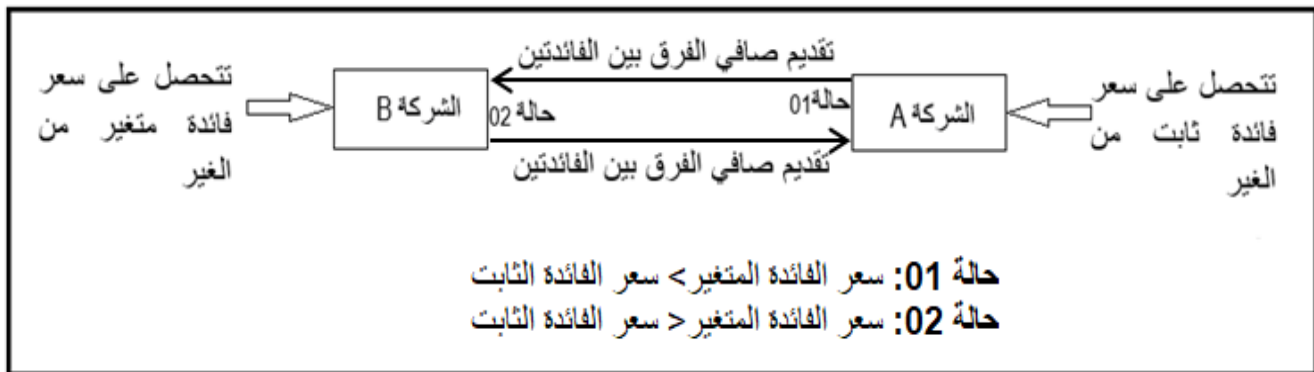 تقديم صافي الفرق بين الفائدتين
تتحصل على سعر فائدة ثابت من الغير
الشركة A
حالة01
حالة 02
الشركة B
تتحصل على سعر
فائدة متغير من
الغير
تقديم صافي الفرق بين الفائدتين
حالة 01: سعر الفائدة المتغير> سعر الفائدة الثابت
حالة 02: سعر الفائدة المتغير< سعر الفائدة الثابت